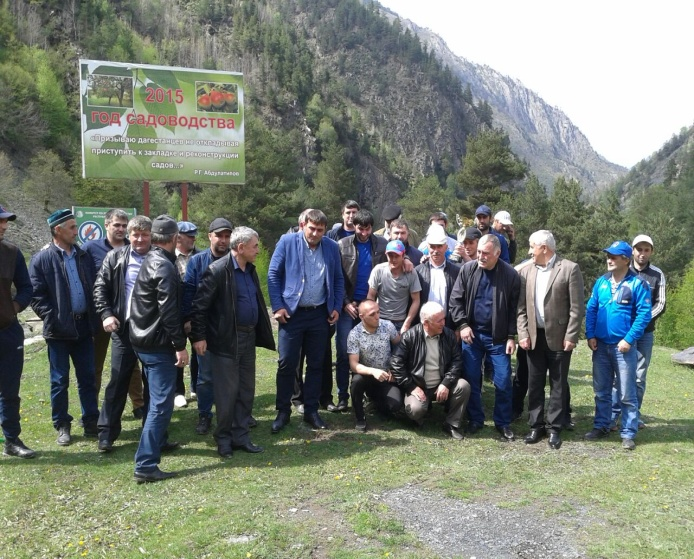 2015
год садоводства
«Призываю дагестанцев не откладывая
приступить к закладке и реконструкции
садов...»
Р.Г. Абдулатипов